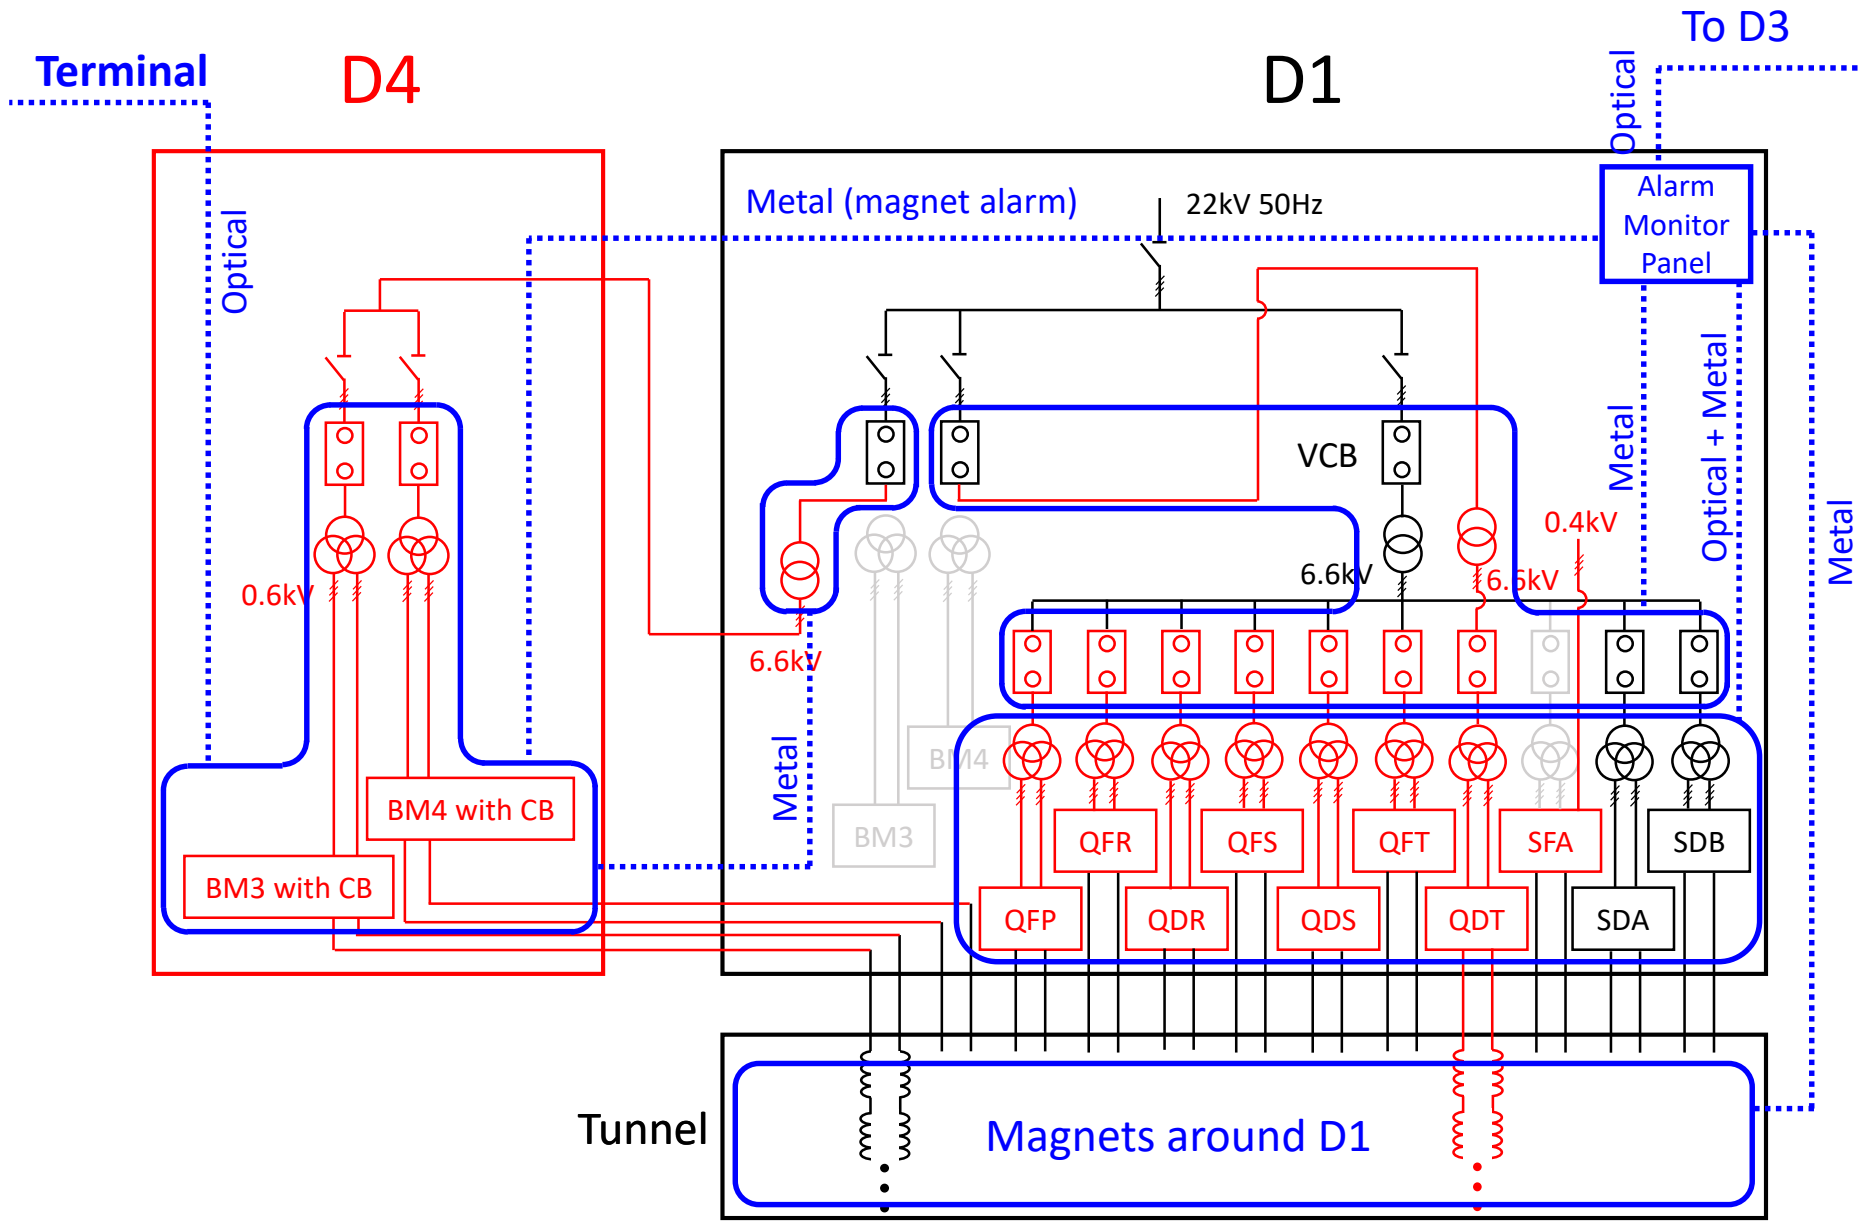 To D3
Terminal
D4
D1
Optical
Alarm
Monitor
Panel
Metal (magnet alarm)
22kV 50Hz
Optical
Optical + Metal
Metal
Metal
VCB
0.4kV
6.6kV
6.6kV
0.6kV
6.6kV
Metal
BM4
BM3
BM4 with CB
BM3 with CB
QFR
QFS
QFT
SFA
SDB
QFP
QDR
QDS
QDT
SDA
Tunnel
Magnets around D1